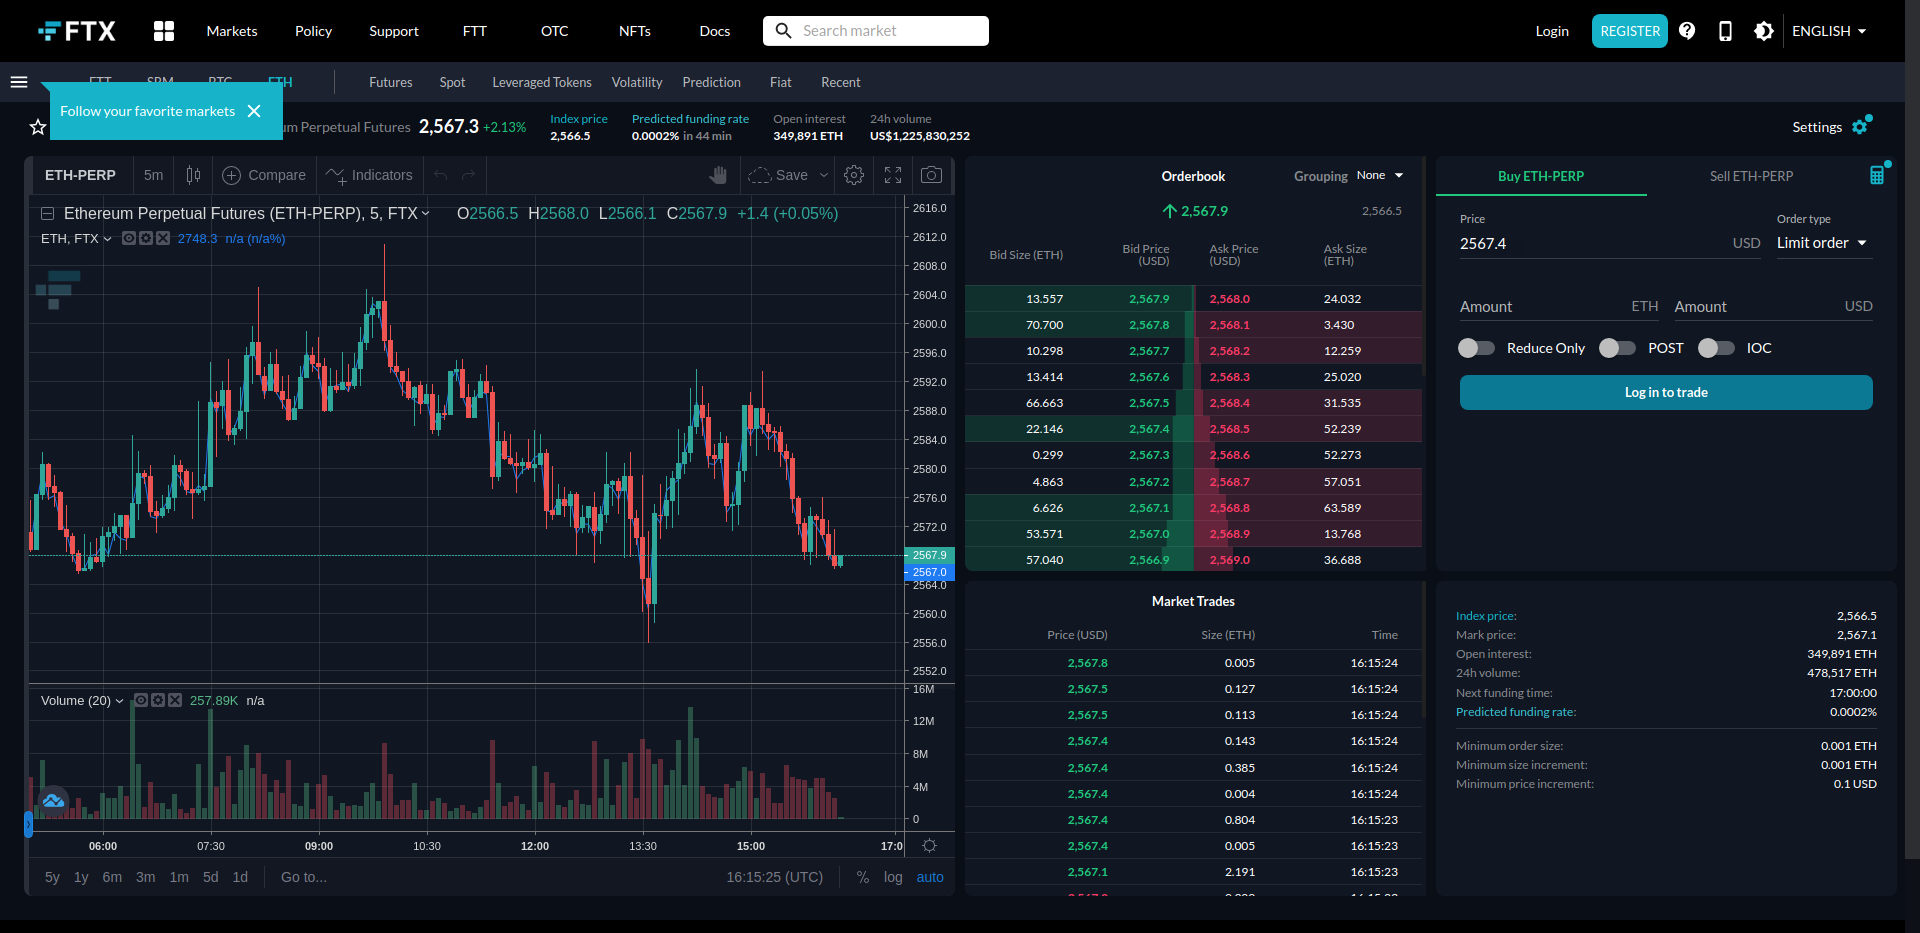 FTX
Markets
Policy
Support
FTT
OTC
NFTs
Docs
Search market
Login
REGISTER
ENGLISH
ETH
Futures
Spot
Leveraged Tokens
Volatility
Prediction
Fiat
Recent
Follow your favorite markets
Perpetual Futures
2,567.3 +2.13%
Index price
2,566.5
Predicted funding rate
0.0002% in 44 min
Open interest
349,891 ETH
24h volume
US$1,225,830,252
Settings
ETH-PERP
5m
Compare
Indicators
Save
Ethereum Perpetual Futures (ETH-PERP), 5, FTX
O2566.5 H2568.0 L2566.1 C2567.9 +1.4 (+0.05%)
ETH, FTX
2748.3 n/a (n/a%)
2616.0
2612.0
2608.0
2604.0
2600.0
2596.0
2592.0
2588.0
2584.0
2580.0
2576.0
2572.0
2567.9
2567.0
2564.0
2560.0
2556.0
2552.0
Volume (20)
257.89K n/a
16M
12M
8M
4M
0
06:00
07:30
09:00
10:30
12:00
13:30
15:00
17:0
5y
1y
6m
3m
1m
5d
1d
Go to...
16:15:25 (UTC)
%
log
auto
Orderbook
Grouping None
2,567.9
2,566.5
Bid Size (ETH)
Bid Price (USD)
Ask Price (USD)
Ask Size (ETH)
13.557 2,567.9 2,568.0 24.032
70.700 2,567.8 2,568.1 3.430
10.298 2,567.7 2,568.2 12.259
13.414 2,567.6 2,568.3 25.020
66.663 2,567.5 2,568.4 31.535
22.146 2,567.4 2,568.5 52.239
0.299 2,567.3 2,568.6 52.273
4.863 2,567.2 2,568.7 57.051
6.626 2,567.1 2,568.8 63.589
53.571 2,567.0 2,568.9 13.768
57.040 2,566.9 2,569.0 36.688
Market Trades
Price (USD) Size (ETH) Time
2,567.8 0.005 16:15:24
2,567.5 0.127 16:15:24
2,567.5 0.113 16:15:24
2,567.4 0.143 16:15:24
2,567.4 0.385 16:15:24
2,567.4 0.004 16:15:24
2,567.4 0.804 16:15:23
2,567.4 0.005 16:15:23
2,567.1 2.191 16:15:23
Buy ETH-PERP
Sell ETH-PERP
Price
2567.4 USD
Order type
Limit order
Amount ETH
Amount USD
Reduce Only
POST
IOC
Log in to trade
Index price: 2,566.5
Mark price: 2,567.1
Open interest: 349,891 ETH
24h volume: 478,517 ETH
Next funding time: 17:00:00
Predicted funding rate: 0.0002%
Minimum order size: 0.001 ETH
Minimum size increment: 0.001 ETH
Minimum price increment: 0.1 USD